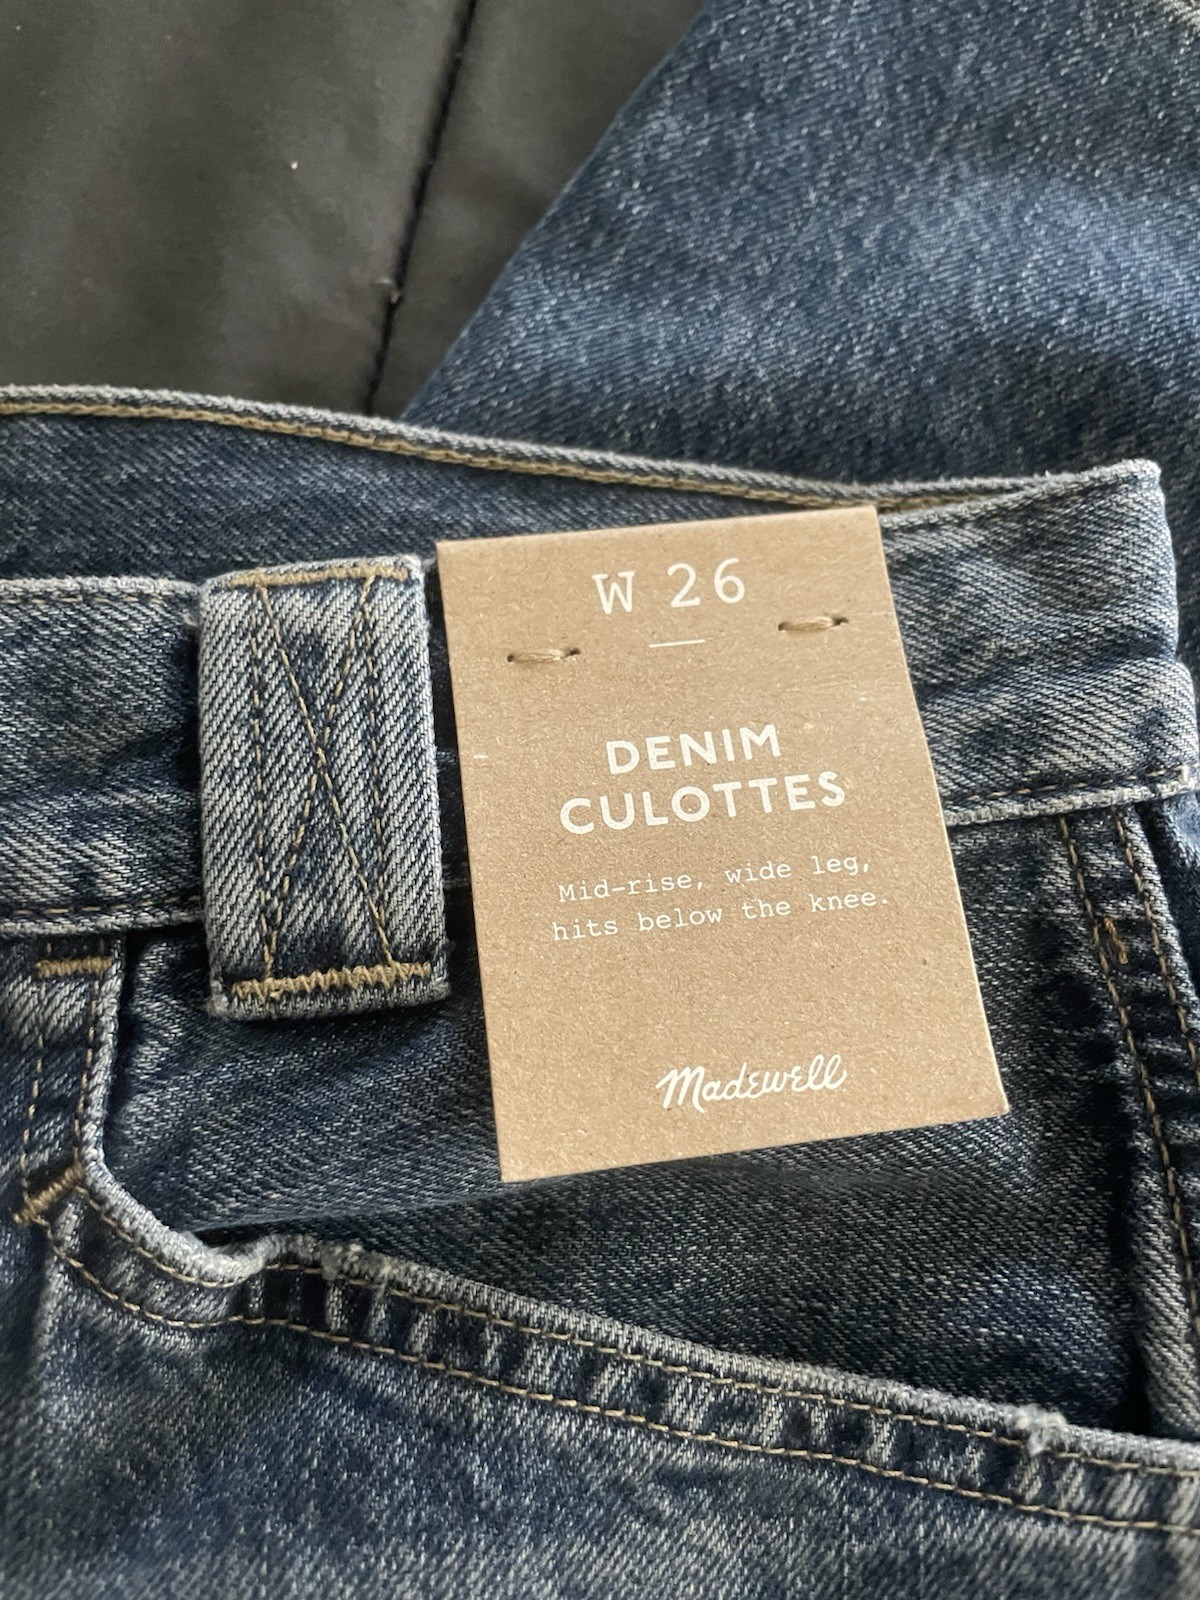 W 26
DENIM
CULOTTES
Mid-rise, wide leg,
hits below the knee.
Madewell